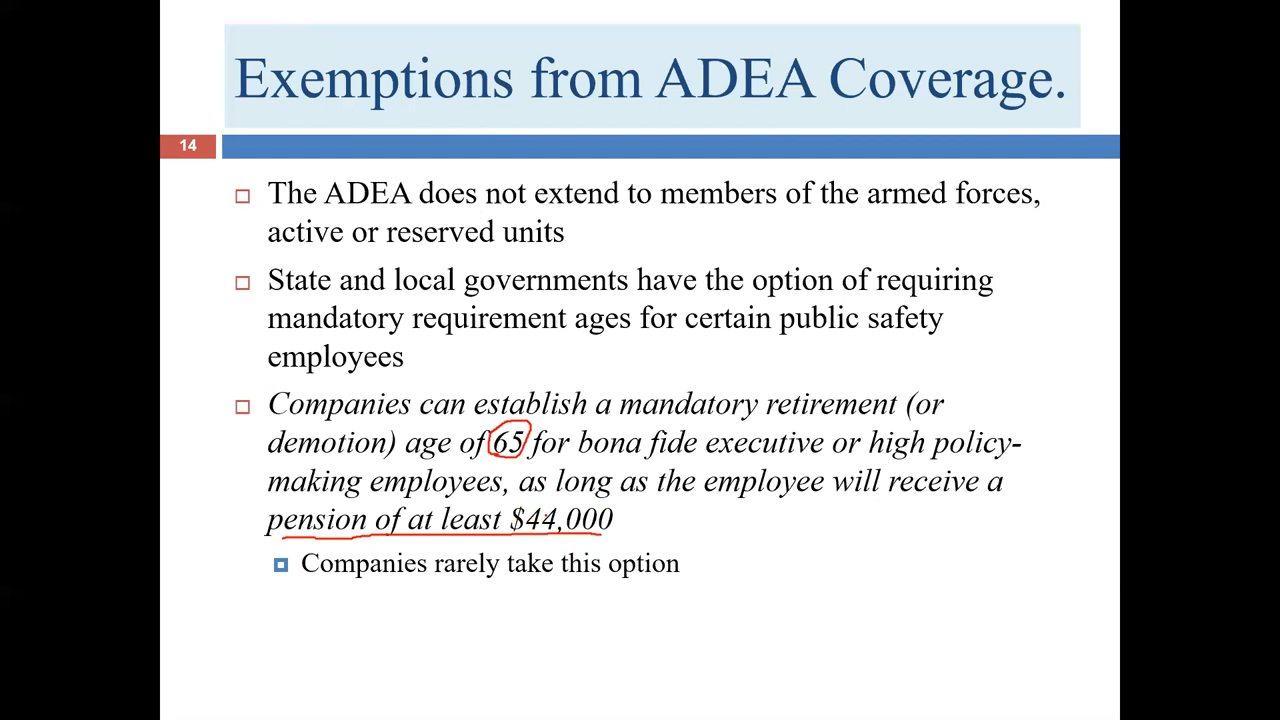 Exemptions from ADEA Coverage.
14
The ADEA does not extend to members of the armed forces,
active or reserved units
State and local governments have the option of requiring
mandatory requirement ages for certain public safety
employees
Companies can establish a mandatory retirement (or
demotion) age of 65 for bona fide executive or high policy-
making employees, as long as the employee will receive a
pension of at least $44,000
Companies rarely take this option